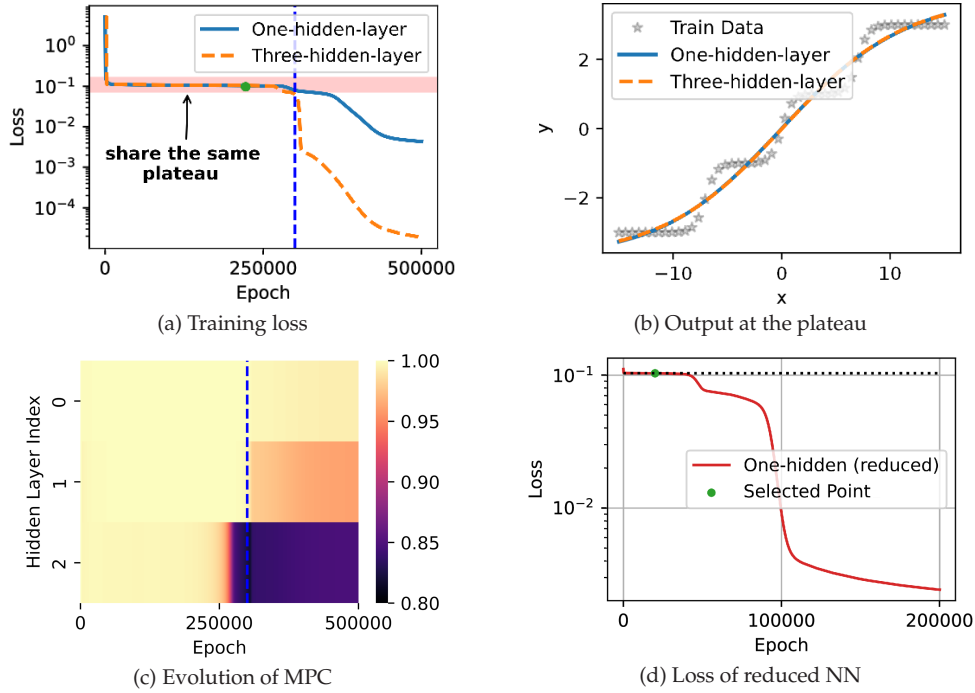 10⁰
10⁻¹
10⁻²
10⁻³
10⁻⁴
Loss
One-hidden-layer
Three-hidden-layer
share the same
plateau
0
250000
500000
Epoch
(a) Training loss
2
0
−2
y
Train Data
One-hidden-layer
Three-hidden-layer
−10
0
10
x
(b) Output at the plateau
Hidden Layer Index
0
1
2
0
500000
Epoch
1.00
0.95
0.90
0.85
0.80
(c) Evolution of MPC
10⁻¹
10⁻²
Loss
One-hidden (reduced)
Selected Point
0
100000
200000
Epoch
(d) Loss of reduced NN